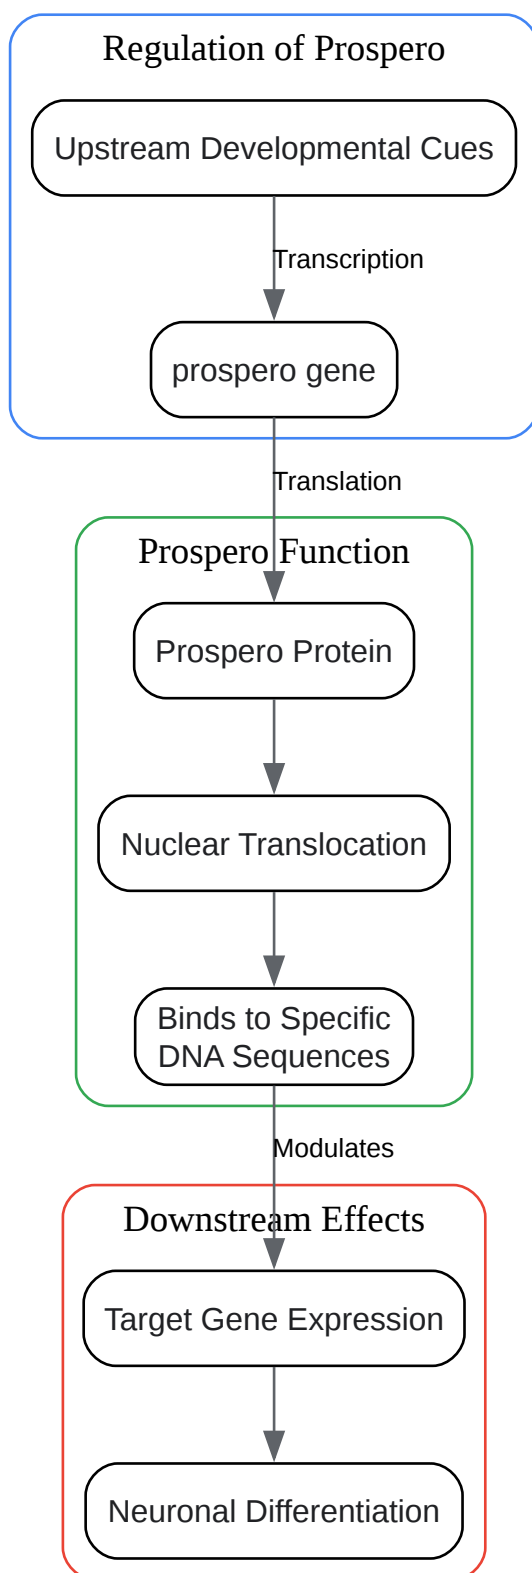 Regulation of Prospero
Upstream Developmental Cues
Transcription
prospero gene
Translation
Prospero Function
Prospero Protein
Nuclear Translocation
Binds to Specific
DNA Sequences
Modulates
Downstream Effects
Target Gene Expression
Neuronal Differentiation